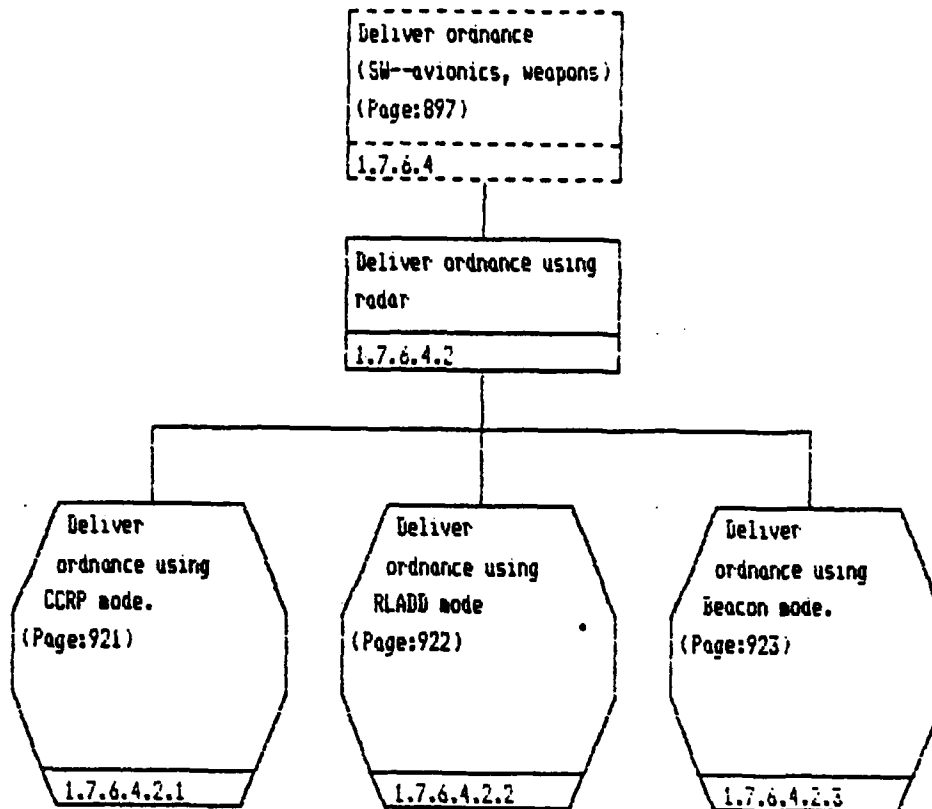 Deliver ordnance
(SW--avionics, weapons)
(Page:897)
1.7.6.4
Deliver ordnance using
radar
1.7.6.4.2
Deliver
ordnance using
CCRP mode.
(Page:921)
1.7.6.4.2.1
Deliver
ordnance using
RLADD mode
(Page:922)
1.7.6.4.2.2
Deliver
ordnance using
Beacon mode.
(Page:923)
1.7.6.4.2.3